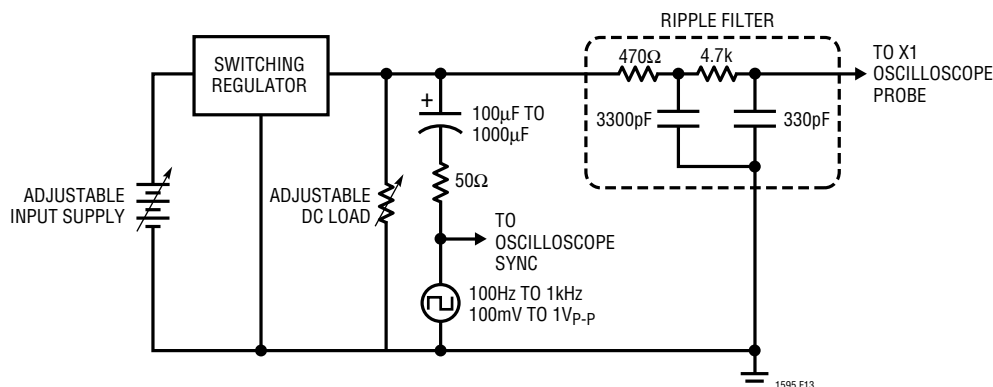 RIPPLE FILTER
SWITCHING
REGULATOR
470Ω
4.7k
TO X1
OSCILLOSCOPE
PROBE
+
100µF TO
1000µF
3300pF
330pF
50Ω
ADJUSTABLE
INPUT SUPPLY
ADJUSTABLE
DC LOAD
TO
OSCILLOSCOPE
SYNC
100Hz TO 1kHz
100mV TO 1VP-P
1595 F13